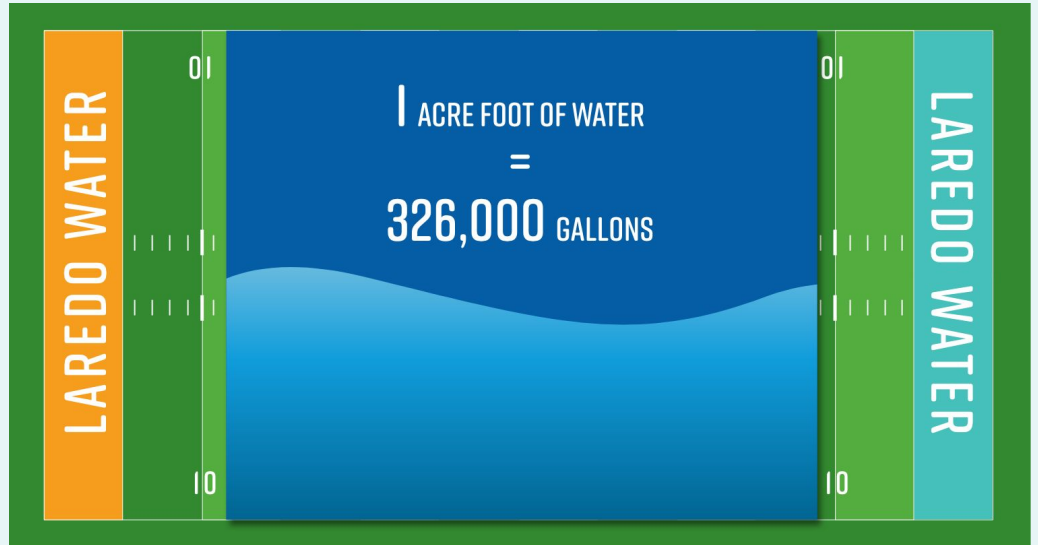 LAREDO WATER
10
10
1 ACRE FOOT OF WATER
=
326,000 GALLONS
10
10
LAREDO WATER